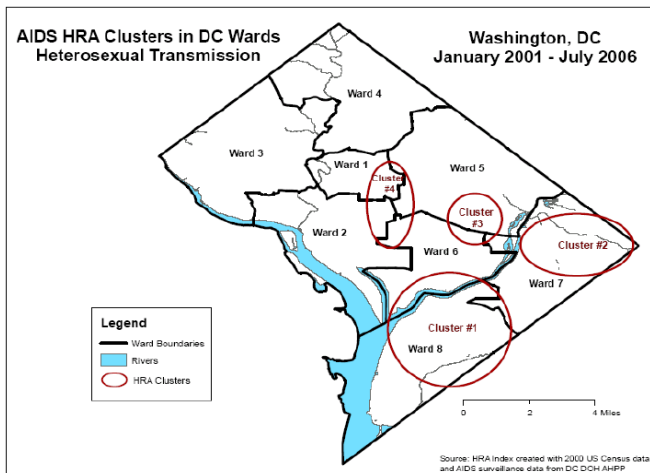 AIDS HRA Clusters in DC Wards
Heterosexual Transmission
Washington, DC
January 2001 - July 2006
Ward 4
Ward 3
Ward 1
Ward 5
Cluster
#4
Cluster
#3
Ward 2
Cluster #2
Ward 6
Ward 7
Cluster #1
Ward 8
Legend
Ward Boundaries
Rivers
HRA Clusters
0 2 4 Miles
Source: HRA Index created with 2000 US Census data
and AIDS surveillance data from DC DOH AHPP